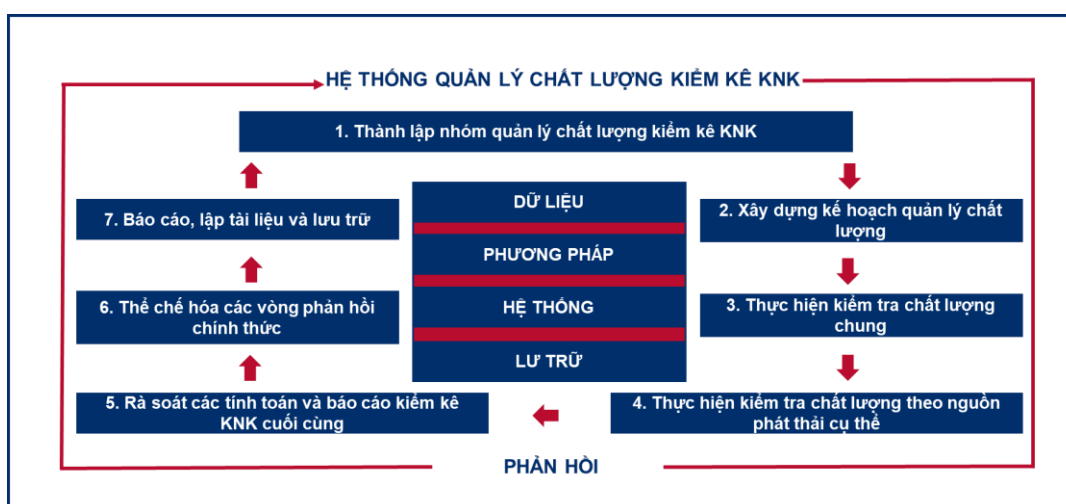 HỆ THỐNG QUẢN LÝ CHẤT LƯỢNG KIỂM KÊ KNK
1. Thành lập nhóm quản lý chất lượng kiểm kê KNK
2. Xây dựng kế hoạch quản lý chất
lượng
3. Thực hiện kiểm tra chất lượng
chung
4. Thực hiện kiểm tra chất lượng theo nguồn
phát thải cụ thể
5. Rà soát các tính toán và báo cáo kiểm kê
KNK cuối cùng
6. Thể chế hóa các vòng phản hồi
chính thức
7. Báo cáo, lập tài liệu và lưu trữ
DỮ LIỆU
PHƯƠNG PHÁP
HỆ THỐNG
LƯ TRỮ
PHẢN HỒI